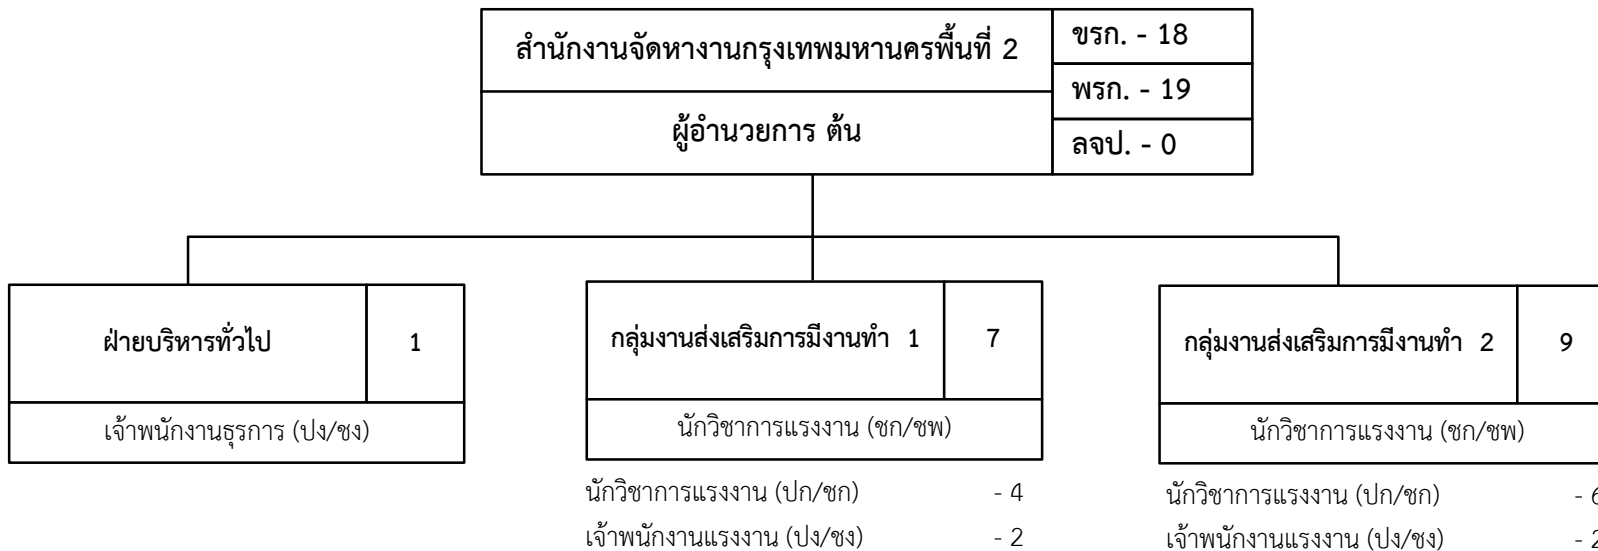 สำนักงานจัดหางานกรุงเทพมหานครพื้นที่ 2
ผู้อำนวยการ ต้น
ขรก. - 18
พรก. - 19
ลจป. - 0
ฝ่ายบริหารทั่วไป 1
เจ้าพนักงานธุรการ (ปง/ชง)
กลุ่มงานส่งเสริมการมีงานทำ 1 7
นักวิชาการแรงงาน (ชก/ชพ)
นักวิชาการแรงงาน (ปก/ชก) - 4
เจ้าพนักงานแรงงาน (ปง/ชง) - 2
กลุ่มงานส่งเสริมการมีงานทำ 2 9
นักวิชาการแรงงาน (ชก/ชพ)
นักวิชาการแรงงาน (ปก/ชก) - 6
เจ้าพนักงานแรงงาน (ปง/ชง) - 2